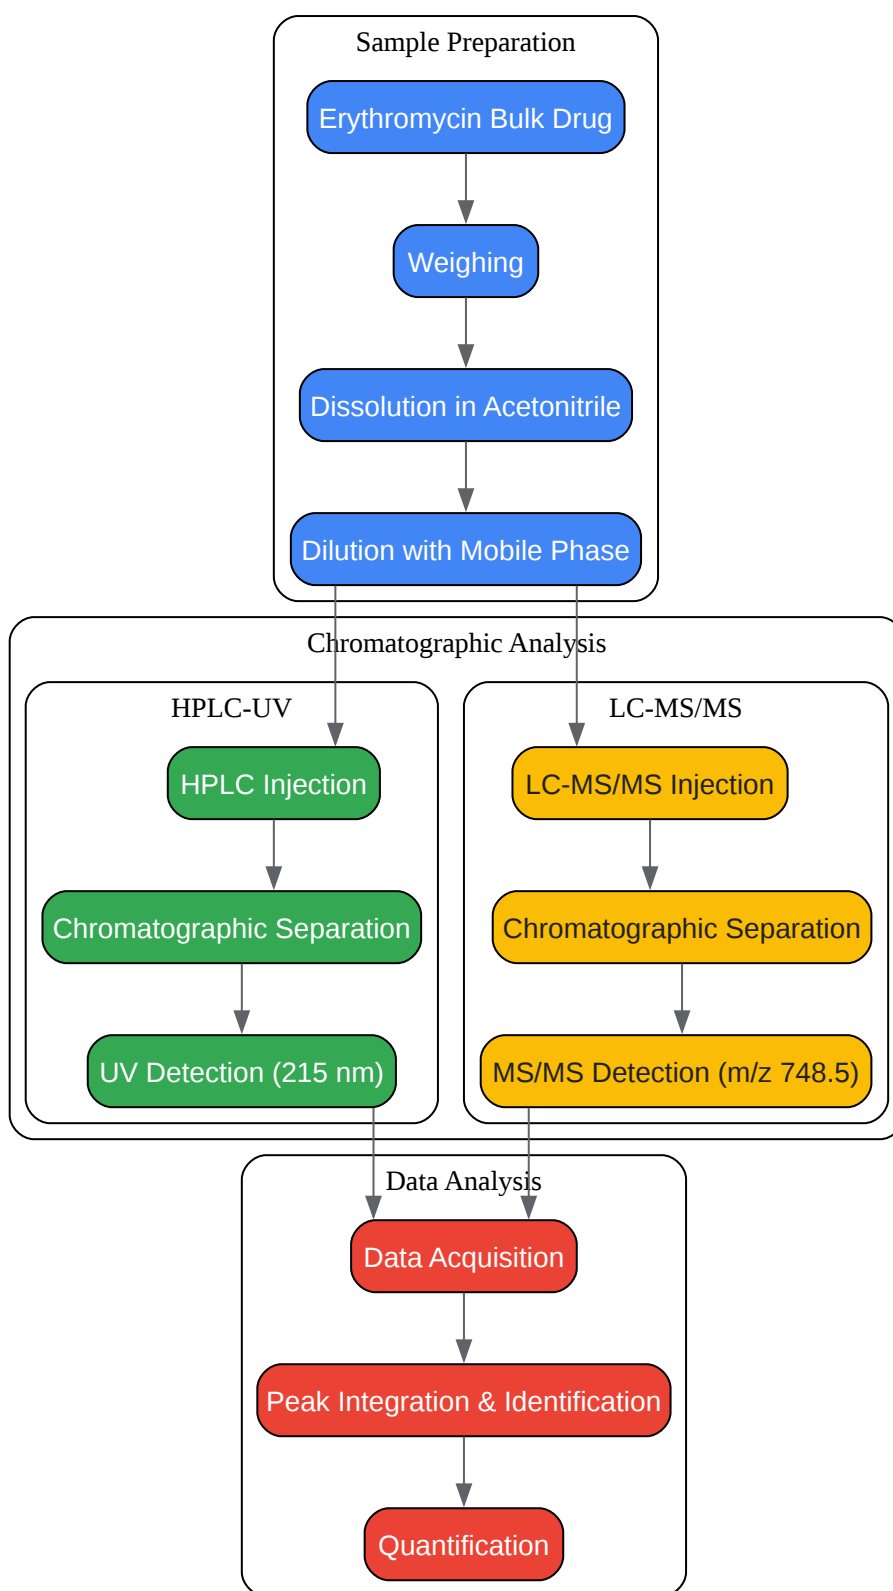 Sample Preparation
Erythromycin Bulk Drug
Weighing
Dissolution in Acetonitrile
Dilution with Mobile Phase
Chromatographic Analysis
HPLC-UV
HPLC Injection
Chromatographic Separation
UV Detection (215 nm)
LC-MS/MS
LC-MS/MS Injection
Chromatographic Separation
MS/MS Detection (m/z 748.5)
Data Analysis
Data Acquisition
Peak Integration & Identification
Quantification